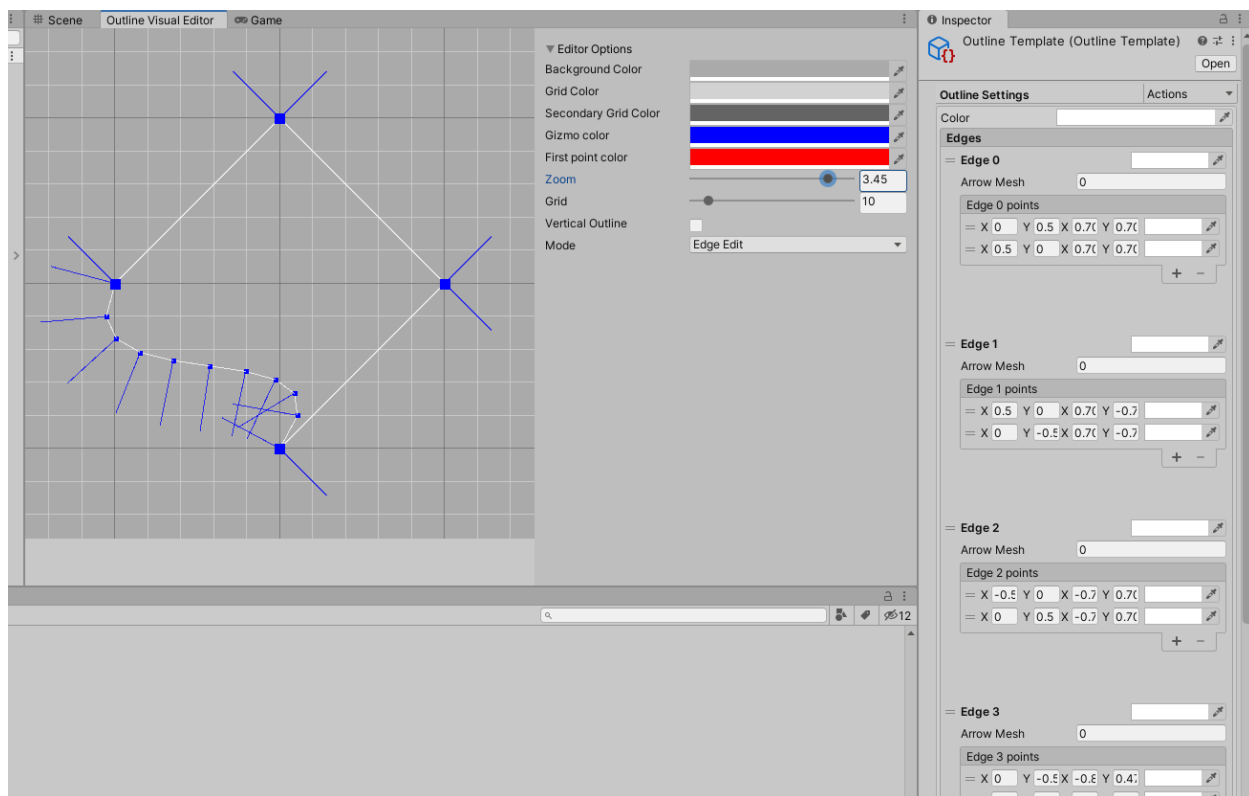 Scene
Outline Visual Editor
Game
Editor Options
Background Color
Grid Color
Secondary Grid Color
Gizmo color
First point color
Zoom 3.45
Grid 10
Vertical Outline
Mode Edge Edit
12
Inspector
Outline Template (Outline Template)
Open
Outline Settings Actions
Color
Edges
Edge 0
Arrow Mesh 0
Edge 0 points
X 0 Y 0.5 X 0.70 Y 0.70
X 0.5 Y 0 X 0.70 Y 0.70
+ −
Edge 1
Arrow Mesh 0
Edge 1 points
X 0.5 Y 0 X 0.70 Y -0.7
X 0 Y -0.5 X 0.70 Y -0.7
+ −
Edge 2
Arrow Mesh 0
Edge 2 points
X -0.5 Y 0 X -0.7 Y 0.70
X 0 Y 0.5 X -0.7 Y 0.70
+ −
Edge 3
Arrow Mesh 0
Edge 3 points
X 0 Y -0.5 X -0.8 Y 0.47